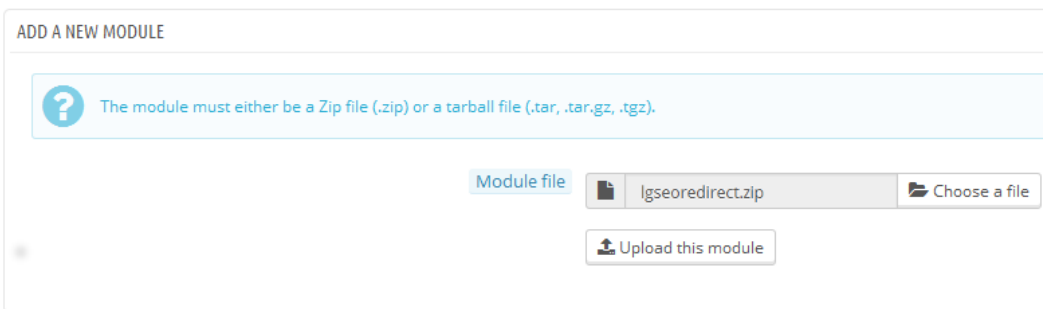 ADD A NEW MODULE
The module must either be a Zip file (.zip) or a tarball file (.tar, .tar.gz, .tgz).
Module file
lgseoredirect.zip
Choose a file
Upload this module